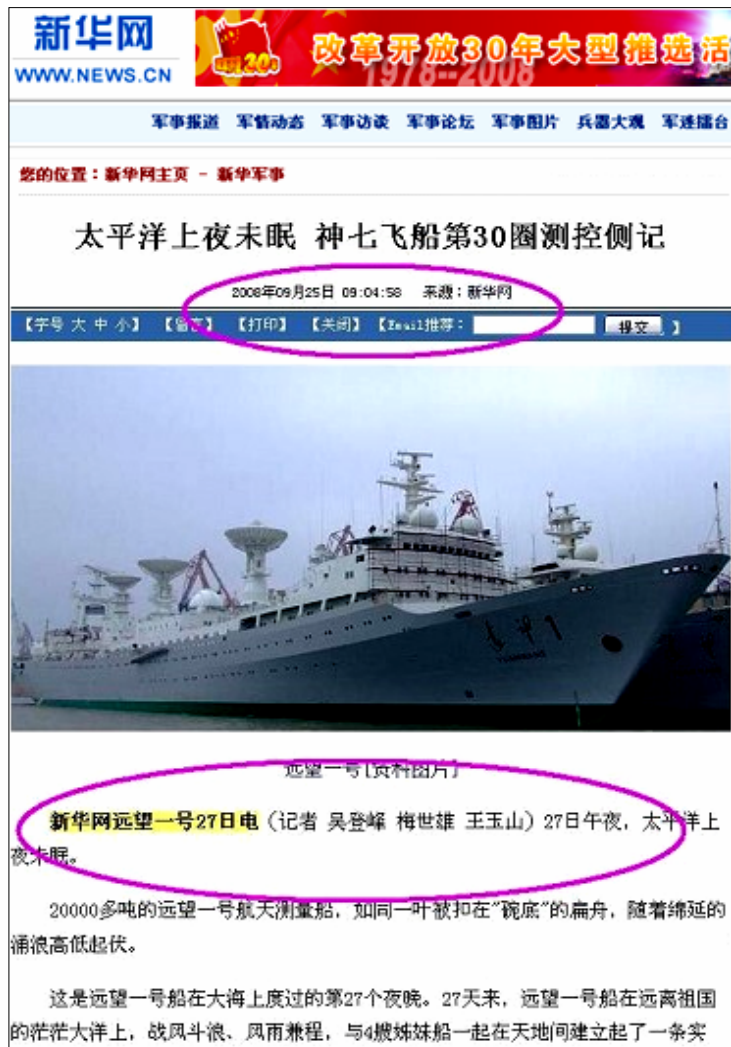 新华网
WWW.NEWS.CN
改革开放30年大型推选活
1978--2008
军事报道 军情动态 军事访谈 军事论坛 军事图片 兵器大观 军迷擂台
您的位置：新华网主页 - 新华军事
太平洋上夜未眠 神七飞船第30圈测控侧记
2008年09月25日 09:04:58 来源：新华网
【字号 大 中 小】 【留言】 【打印】 【关闭】 【Email推荐： 提交 】
远望一号[资料图片]
新华网远望一号27日电（记者 吴登峰 梅世雄 王玉山）27日午夜，太平洋上
夜未眠。
20000多吨的远望一号航天测量船，如同一叶被扣在"碗底"的扁舟，随着绵延的
涌浪高低起伏。
这是远望一号船在大海上度过的第27个夜晚。27天来，远望一号船在远离祖国
的茫茫大洋上，战风斗浪、风雨兼程，与4艘姊妹船一起在天地间建立起了一条实